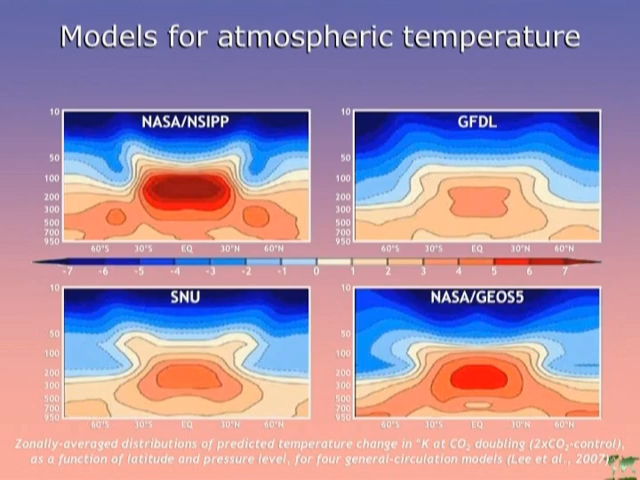 Models for atmospheric temperature
NASA/NSIPP
10
50
100
200
300
500
700
950
60°S 30°S EQ 30°N 60°N
GFDL
10
50
100
200
300
500
700
950
60°S 30°S EQ 30°N 60°N
-7 -6 -5 -4 -3 -2 -1 0 1 2 3 4 5 6 7
SNU
10
50
100
200
300
500
700
950
60°S 30°S EQ 30°N 60°N
NASA/GEOS5
10
50
100
200
300
500
700
950
60°S 30°S EQ 30°N 60°N
Zonally-averaged distributions of predicted temperature change in °K at CO₂ doubling (2xCO₂-control),
as a function of latitude and pressure level, for four general-circulation models (Lee et al., 2007)